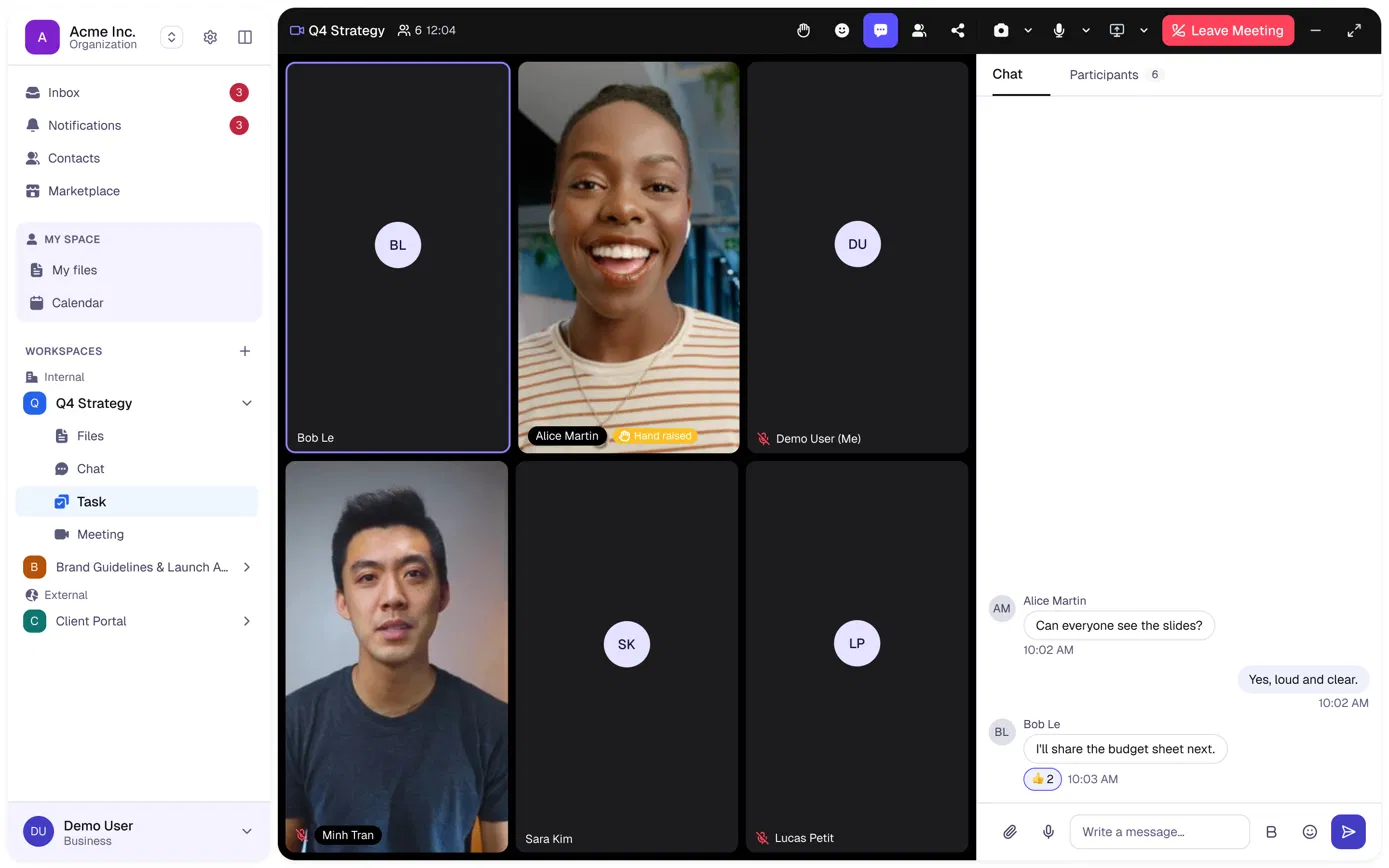 A
Acme Inc.
Organization
Inbox
3
Notifications
3
Contacts
Marketplace
MY SPACE
My files
Calendar
WORKSPACES
Internal
Q
Q4 Strategy
Files
Chat
Task
Meeting
B
Brand Guidelines & Launch A...
External
C
Client Portal
DU
Demo User
Business
Q4 Strategy
6 12:04
Leave Meeting
BL
Bob Le
Alice Martin
Hand raised
DU
Demo User (Me)
Minh Tran
SK
Sara Kim
LP
Lucas Petit
Chat
Participants 6
AM
Alice Martin
Can everyone see the slides?
10:02 AM
Yes, loud and clear.
10:02 AM
BL
Bob Le
I'll share the budget sheet next.
👍 2 10:03 AM
Write a message...
B